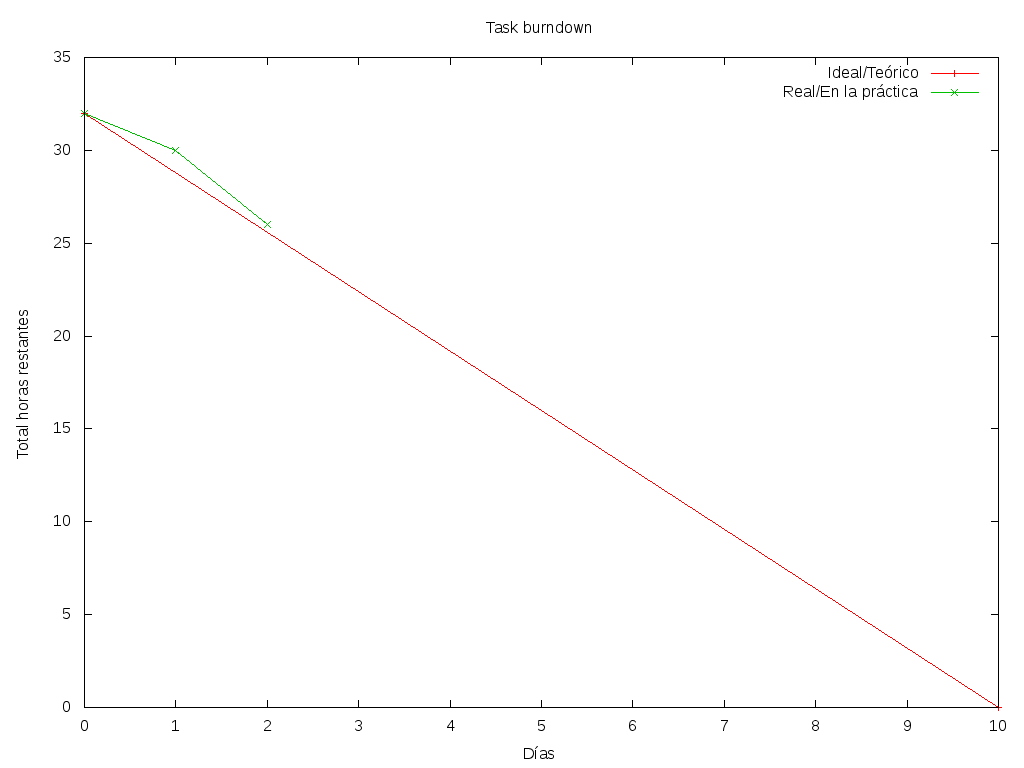 Task burndown
Ideal/Teórico
Real/En la práctica
35
30
25
20
15
10
5
0
Total horas restantes
0 1 2 3 4 5 6 7 8 9 10
Días